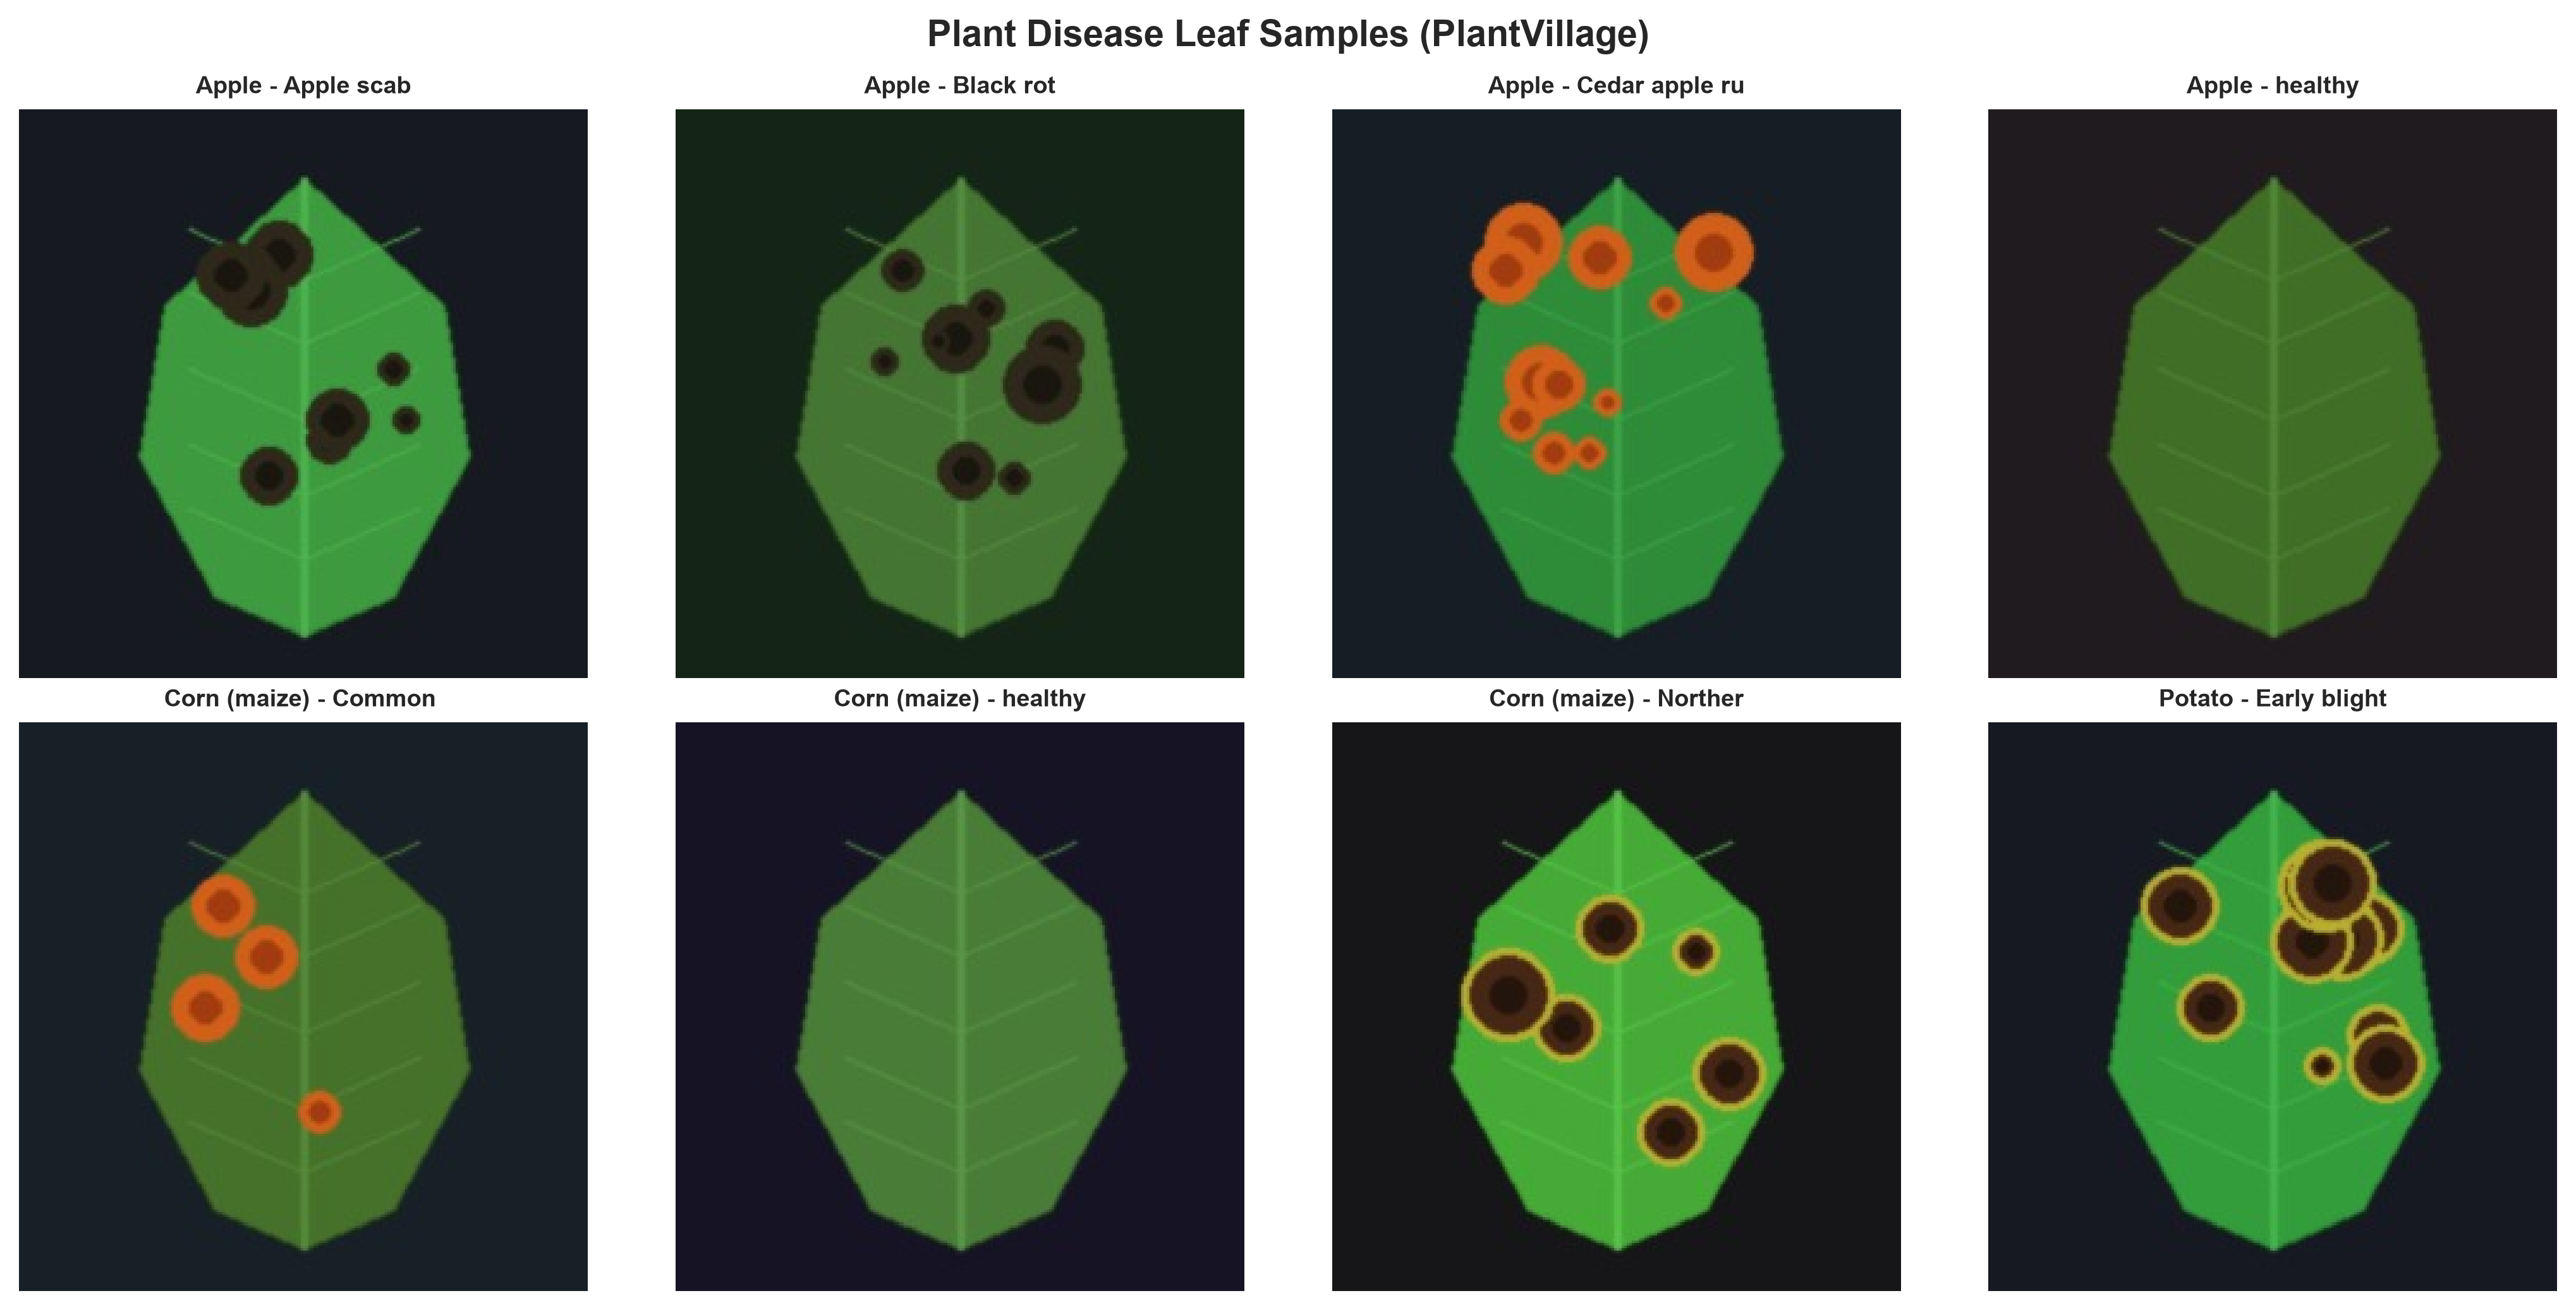 Plant Disease Leaf Samples (PlantVillage)
Apple - Apple scab
Apple - Black rot
Apple - Cedar apple ru
Apple - healthy
Corn (maize) - Common
Corn (maize) - healthy
Corn (maize) - Norther
Potato - Early blight